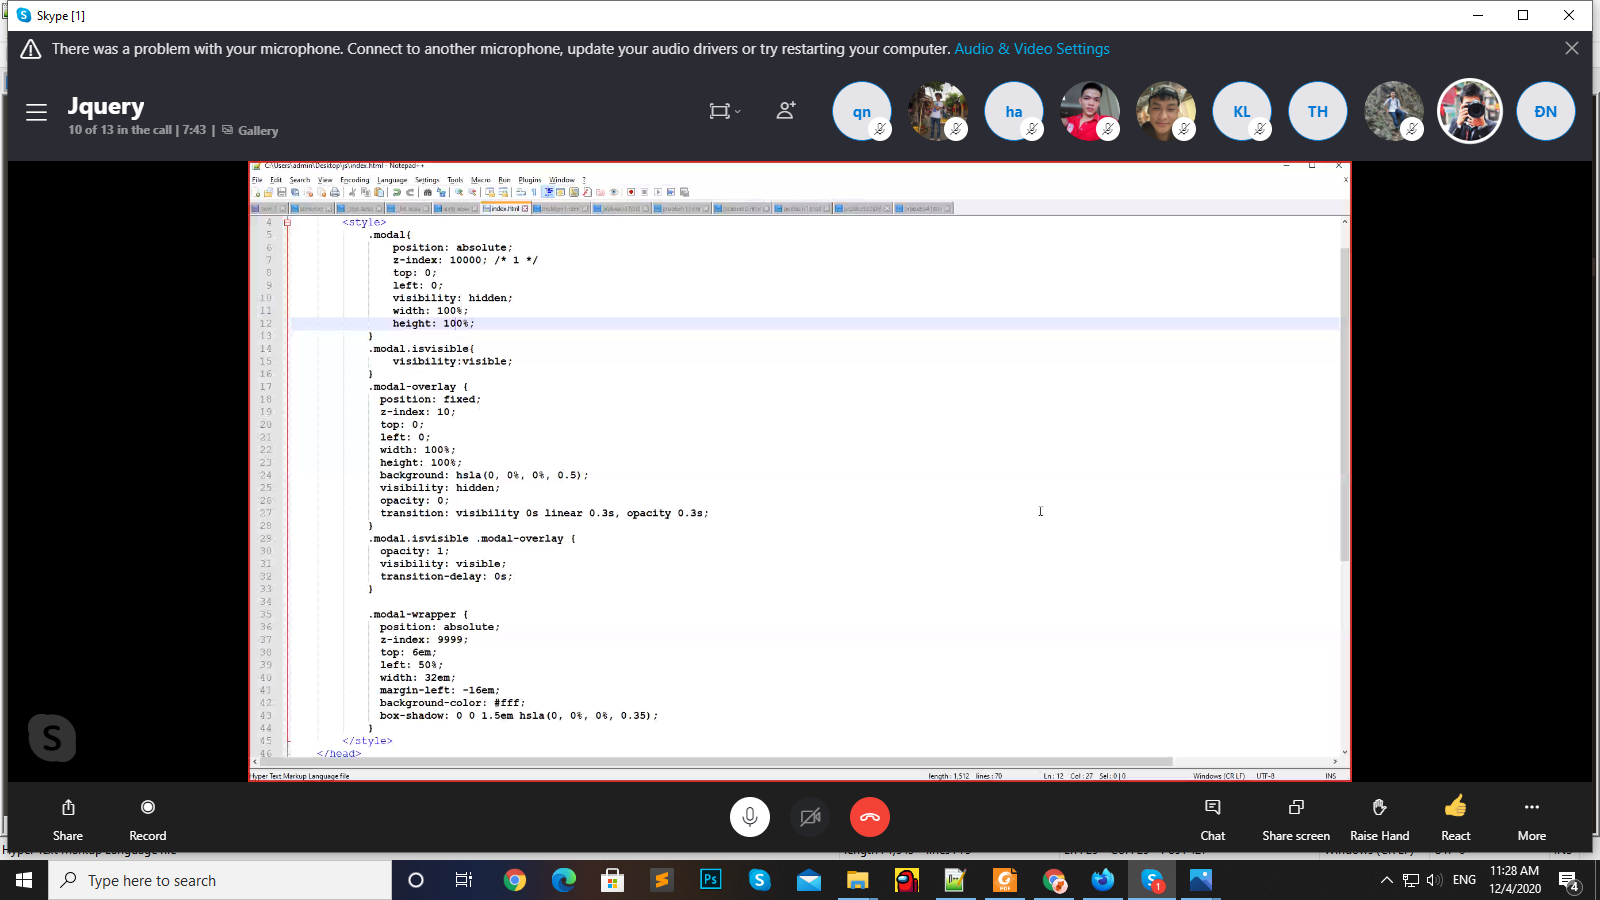 Skype [1]
There was a problem with your microphone. Connect to another microphone, update your audio drivers or try restarting your computer. Audio & Video Settings
Jquery
10 of 13 in the call | 7:43 | Gallery
qn
ha
KL
TH
ĐN
C:\Users\admin\Desktop\js\index.html - Notepad++
File Edit Search View Encoding Language Settings Tools Macro Run Plugins Window ?
index.html
4 <style>
5 .modal{
6 position: absolute;
7 z-index: 10000; /* 1 */
8 top: 0;
9 left: 0;
10 visibility: hidden;
11 width: 100%;
12 height: 100%;
13 }
14 .modal.isvisible{
15 visibility:visible;
16 }
17 .modal-overlay {
18 position: fixed;
19 z-index: 10;
20 top: 0;
21 left: 0;
22 width: 100%;
23 height: 100%;
24 background: hsla(0, 0%, 0%, 0.5);
25 visibility: hidden;
26 opacity: 0;
27 transition: visibility 0s linear 0.3s, opacity 0.3s;
28 }
29 .modal.isvisible .modal-overlay {
30 opacity: 1;
31 visibility: visible;
32 transition-delay: 0s;
33 }
34
35 .modal-wrapper {
36 position: absolute;
37 z-index: 9999;
38 top: 6em;
39 left: 50%;
40 width: 32em;
41 margin-left: -16em;
42 background-color: #fff;
43 box-shadow: 0 0 1.5em hsla(0, 0%, 0%, 0.35);
44 }
45 </style>
46 </head>
Hyper Text Markup Language file length : 1,512 lines : 70 Ln : 12 Col : 27 Sel : 0 | 0 Windows (CR LF) UTF-8 INS
Share
Record
Chat
Share screen
Raise Hand
React
More
Type here to search
ENG
11:28 AM
12/4/2020
4